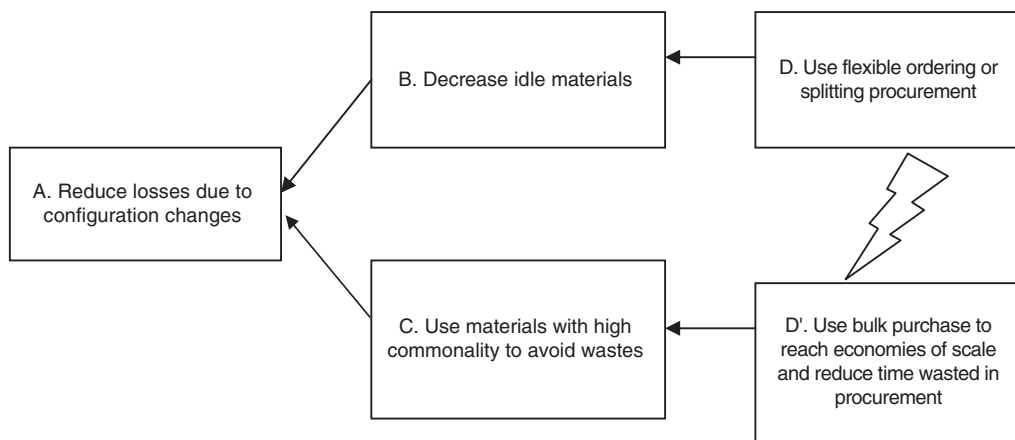 A. Reduce losses due to
configuration changes
B. Decrease idle materials
C. Use materials with high
commonality to avoid wastes
D. Use flexible ordering or
splitting procurement
D'. Use bulk purchase to
reach economies of scale
and reduce time wasted in
procurement